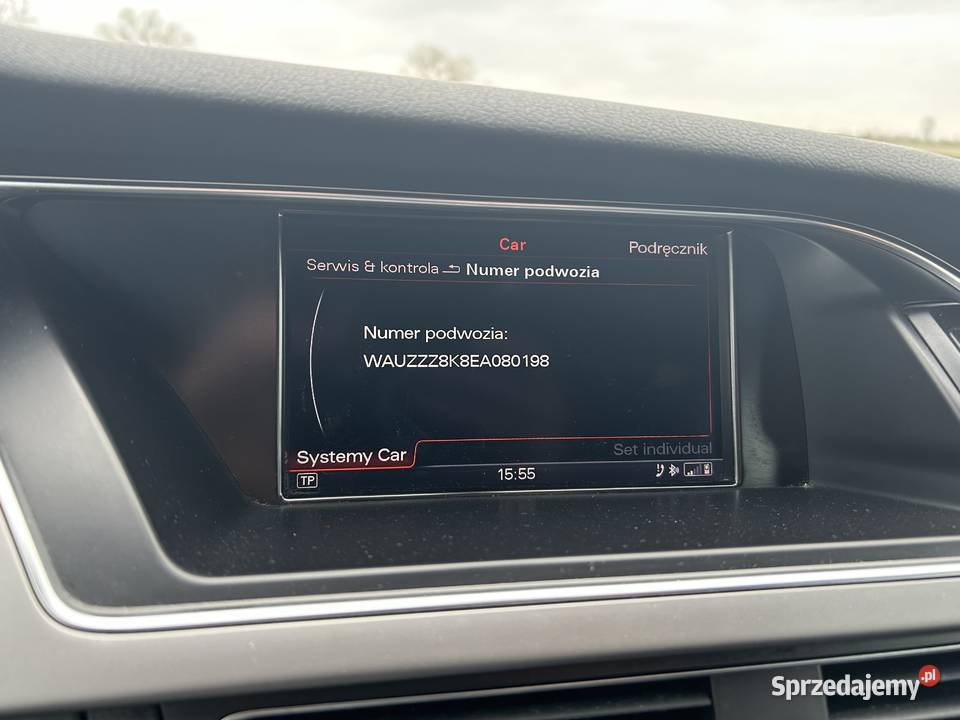 Car
Podręcznik
Serwis & kontrola Numer podwozia
Numer podwozia:
WAUZZZ8K8EA080198
Systemy Car
Set individual
TP
15:55
Sprzedajemy.pl